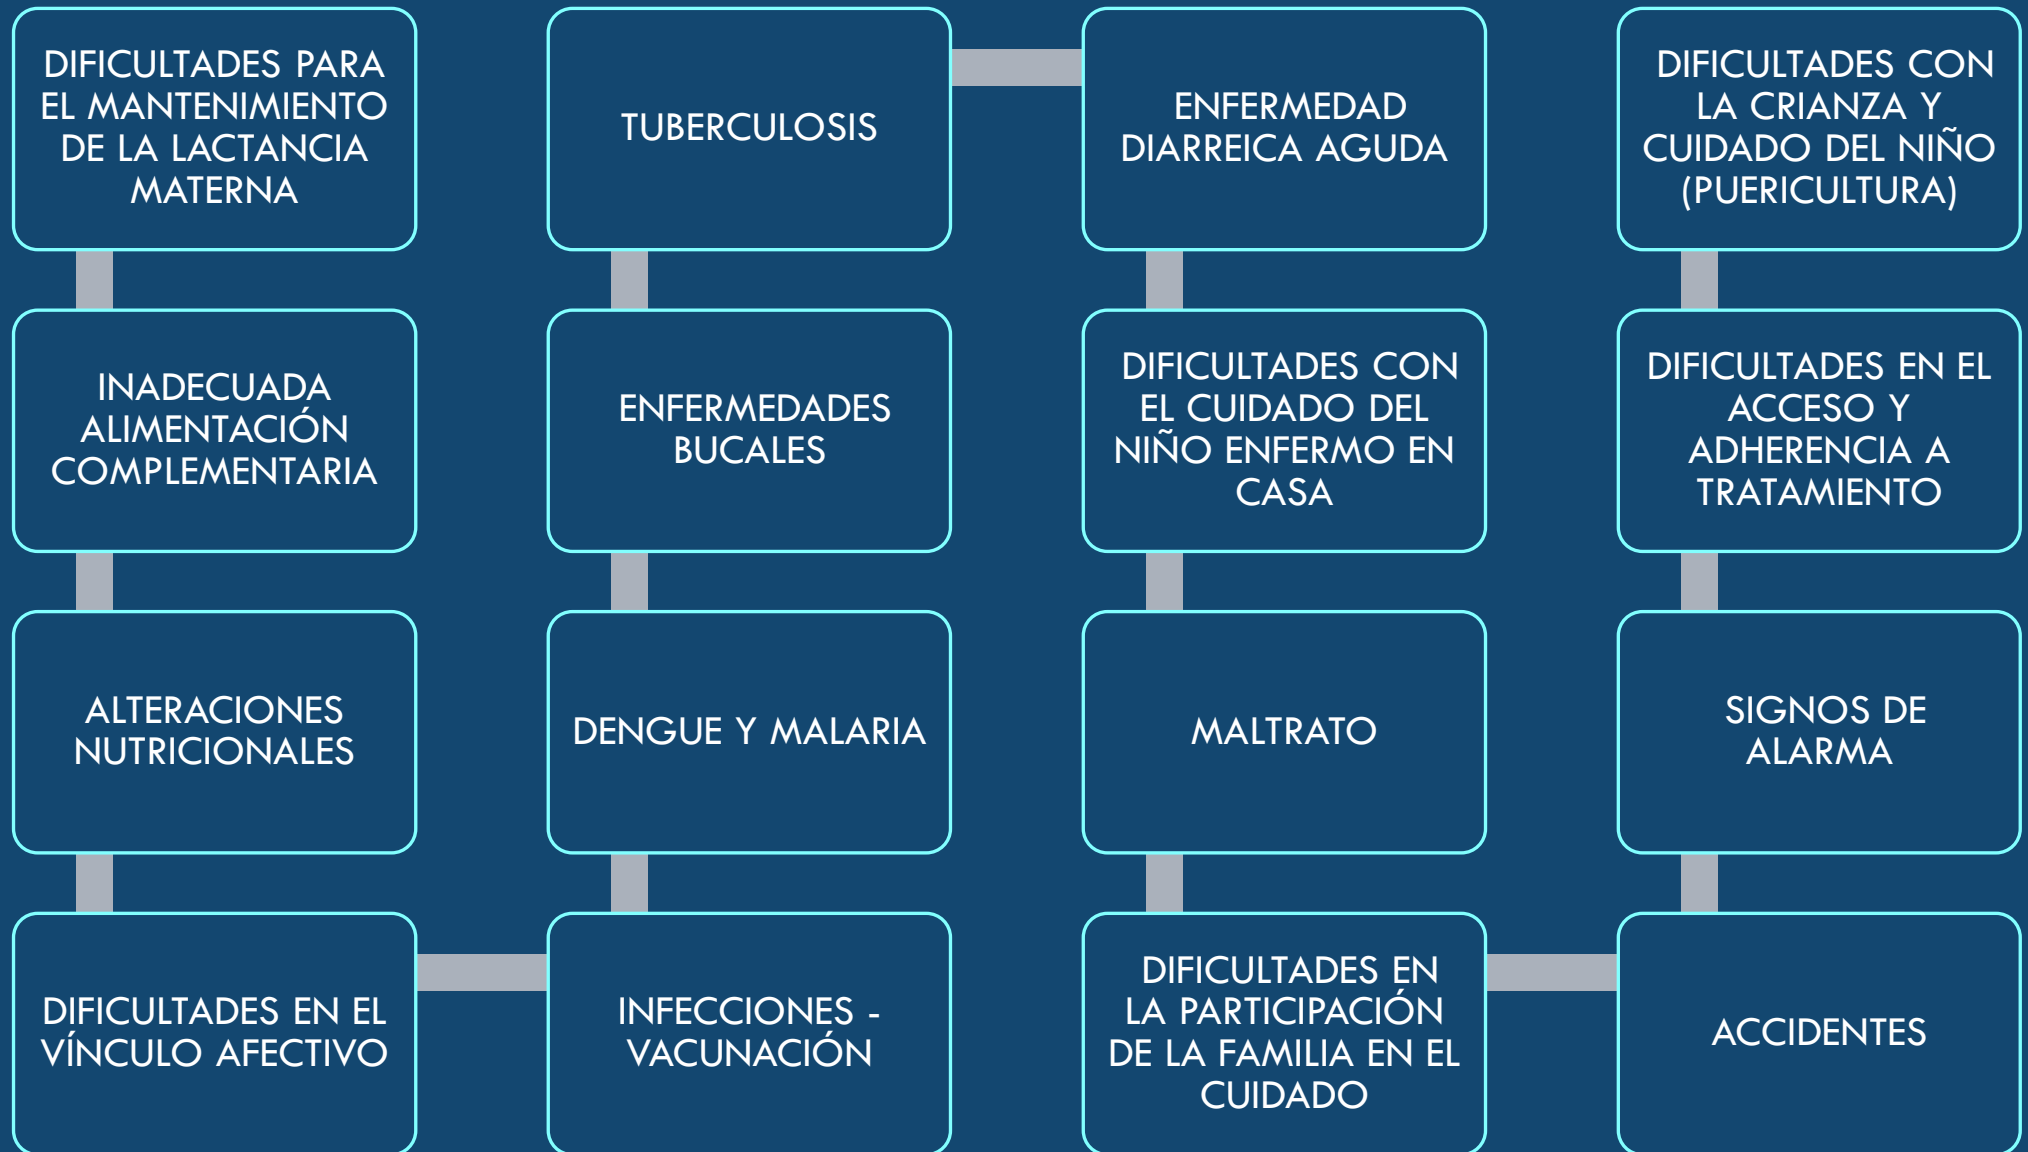 DIFICULTADES PARA
EL MANTENIMIENTO
DE LA LACTANCIA
MATERNA
INADECUADA
ALIMENTACIÓN
COMPLEMENTARIA
ALTERACIONES
NUTRICIONALES
DIFICULTADES EN EL
VÍNCULO AFECTIVO
INFECCIONES -
VACUNACIÓN
DENGUE Y MALARIA
ENFERMEDADES
BUCALES
TUBERCULOSIS
ENFERMEDAD
DIARREICA AGUDA
DIFICULTADES CON
EL CUIDADO DEL
NIÑO ENFERMO EN
CASA
MALTRATO
DIFICULTADES EN
LA PARTICIPACIÓN
DE LA FAMILIA EN EL
CUIDADO
ACCIDENTES
SIGNOS DE
ALARMA
DIFICULTADES EN EL
ACCESO Y
ADHERENCIA A
TRATAMIENTO
DIFICULTADES CON
LA CRIANZA Y
CUIDADO DEL NIÑO
(PUERICULTURA)